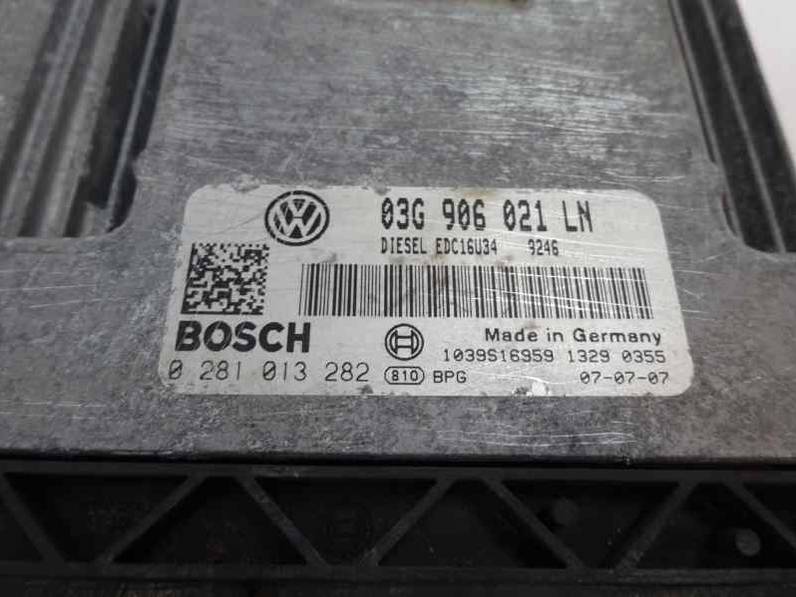 03G 906 021 LN
DIESEL EDC16U34 9246
BOSCH
Made in Germany
1039S16959 1329 0355
0 281 013 282 810 BPG 07-07-07